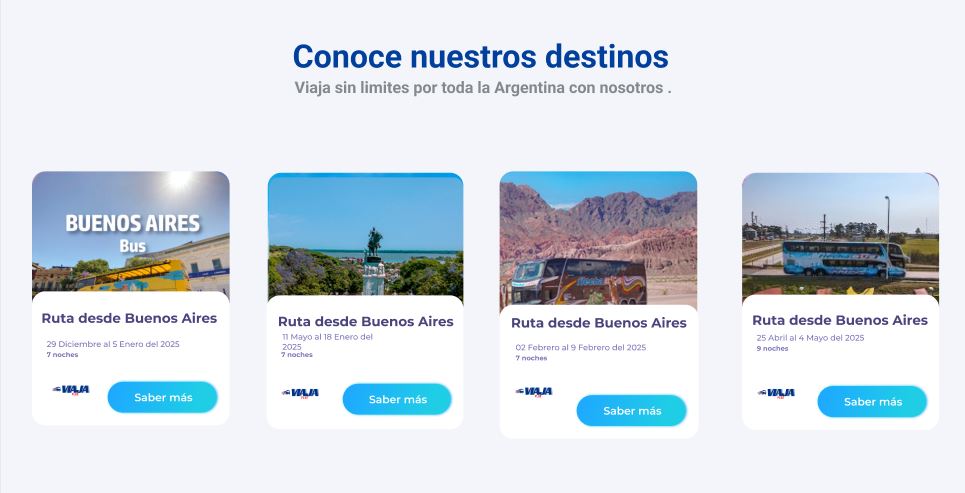 Conoce nuestros destinos
Viaja sin limites por toda la Argentina con nosotros .
BUENOS AIRES
Bus
Ruta desde Buenos Aires
29 Diciembre al 5 Enero del 2025
7 noches
VIAJA
Saber más
Ruta desde Buenos Aires
11 Mayo al 18 Enero del
2025
7 noches
VIAJA
Saber más
Ruta desde Buenos Aires
02 Febrero al 9 Febrero del 2025
7 noches
VIAJA
Saber más
Ruta desde Buenos Aires
25 Abril al 4 Mayo del 2025
9 noches
VIAJA
Saber más